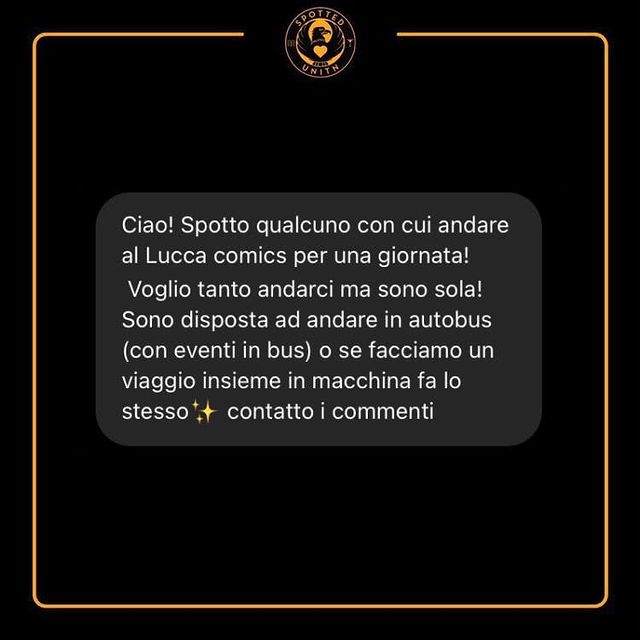 SPOTTED
UNITN
Ciao! Spotto qualcuno con cui andare
al Lucca comics per una giornata!
Voglio tanto andarci ma sono sola!
Sono disposta ad andare in autobus
(con eventi in bus) o se facciamo un
viaggio insieme in macchina fa lo
stesso✨ contatto i commenti